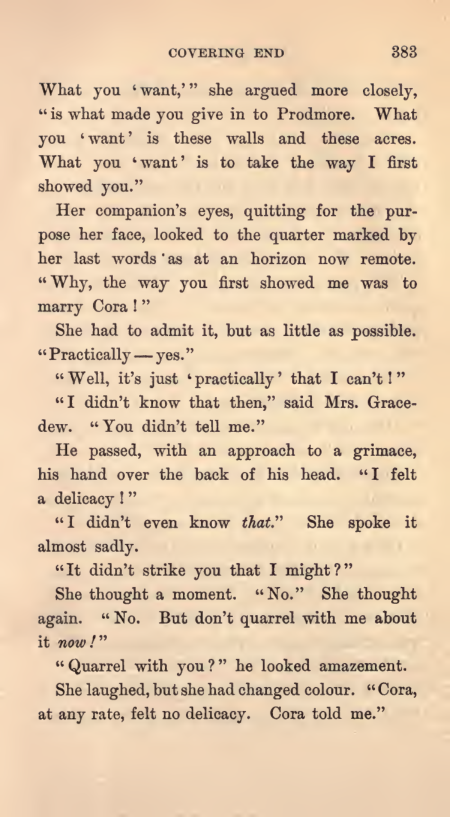 COVERING END 383
What you ‘want,’” she argued more closely,
“is what made you give in to Prodmore. What
you ‘want’ is these walls and these acres.
What you ‘want’ is to take the way I first
showed you.”
Her companion’s eyes, quitting for the pur-
pose her face, looked to the quarter marked by
her last words as at an horizon now remote.
“Why, the way you first showed me was to
marry Cora!”
She had to admit it, but as little as possible.
“Practically — yes.”
“Well, it’s just ‘practically’ that I can’t!”
“I didn’t know that then,” said Mrs. Grace-
dew. “You didn’t tell me.”
He passed, with an approach to a grimace,
his hand over the back of his head. “I felt
a delicacy!”
“I didn’t even know that.” She spoke it
almost sadly.
“It didn’t strike you that I might?”
She thought a moment. “No.” She thought
again. “No. But don’t quarrel with me about
it now!”
“Quarrel with you?” he looked amazement.
She laughed, but she had changed colour. “Cora,
at any rate, felt no delicacy. Cora told me.”